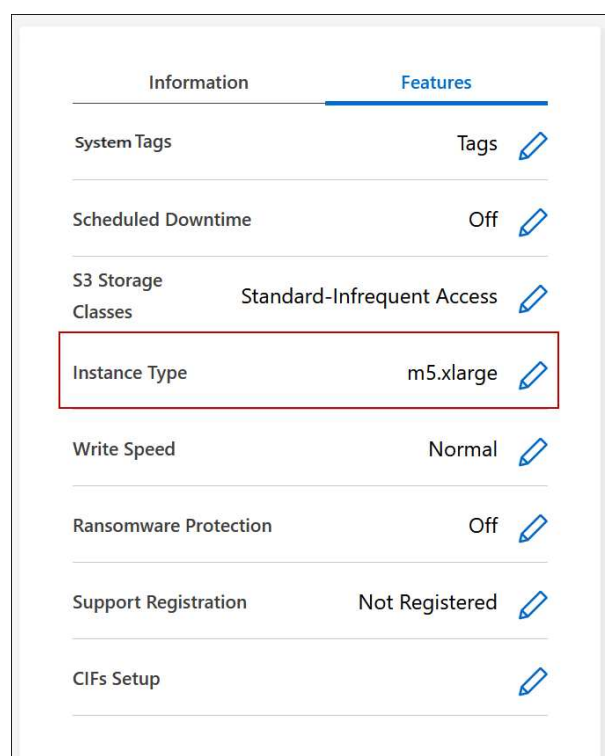 Information Features
System Tags Tags
Scheduled Downtime Off
S3 Storage
Classes Standard-Infrequent Access
Instance Type m5.xlarge
Write Speed Normal
Ransomware Protection Off
Support Registration Not Registered
CIFs Setup